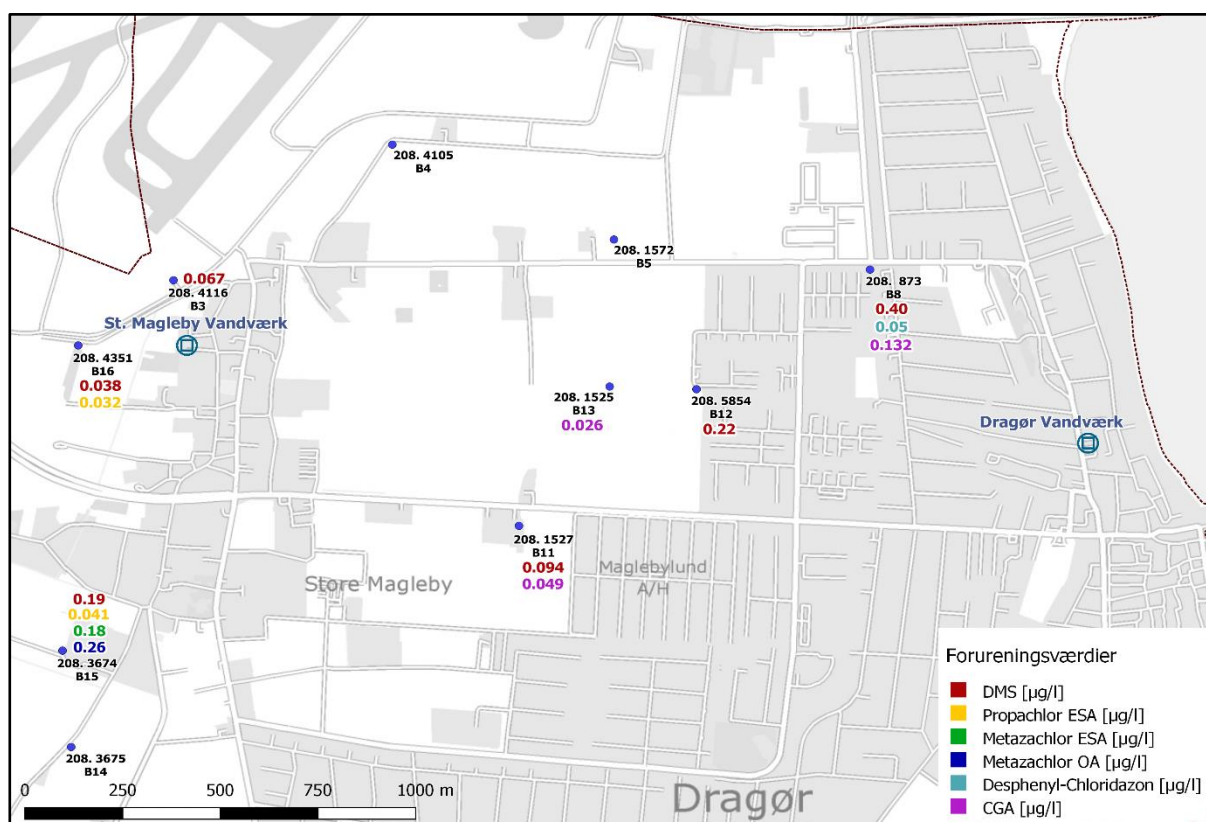 208. 4105
B4
208. 1572
B5
0.067
208. 4116
B3
St. Magleby Vandværk
208. 873
B8
0.40
0.05
0.132
208. 4351
B16
0.038
0.032
208. 1525
B13
0.026
208. 5854
B12
0.22
Dragør Vandværk
208. 1527
B11
0.094
0.049
Store Magleby
Maglebylund
A/H
0.19
0.041
0.18
0.26
208. 3674
B15
208. 3675
B14
Dragør
0 250 500 750 1000 m
Forureningsværdier
DMS [µg/l]
Propachlor ESA [µg/l]
Metazachlor ESA [µg/l]
Metazachlor OA [µg/l]
Desphenyl-Chloridazon [µg/l]
CGA [µg/l]